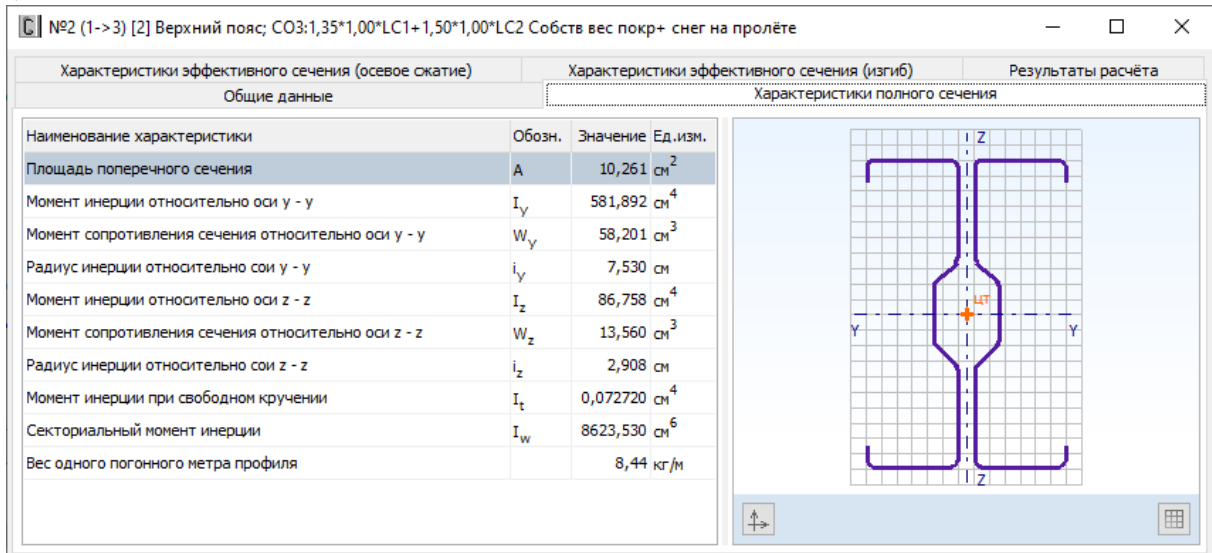 №2 (1->3) [2] Верхний пояс; СО3:1,35*1,00*LC1+1,50*1,00*LC2 Собств вес покр+ снег на пролёте
Характеристики эффективного сечения (осевое сжатие) Характеристики эффективного сечения (изгиб) Результаты расчёта
Общие данные Характеристики полного сечения
Наименование характеристики Обозн. Значение Ед.изм.
Площадь поперечного сечения A 10,261 см2
Момент инерции относительно оси y - y Iy 581,892 см4
Момент сопротивления сечения относительно оси y - y Wy 58,201 см3
Радиус инерции относительно сои y - y iy 7,530 см
Момент инерции относительно оси z - z Iz 86,758 см4
Момент сопротивления сечения относительно оси z - z Wz 13,560 см3
Радиус инерции относительно сои z - z iz 2,908 см
Момент инерции при свободном кручении It 0,072720 см4
Секториальный момент инерции Iw 8623,530 см6
Вес одного погонного метра профиля 8,44 кг/м
Z
ЦТ
Y Y
Z